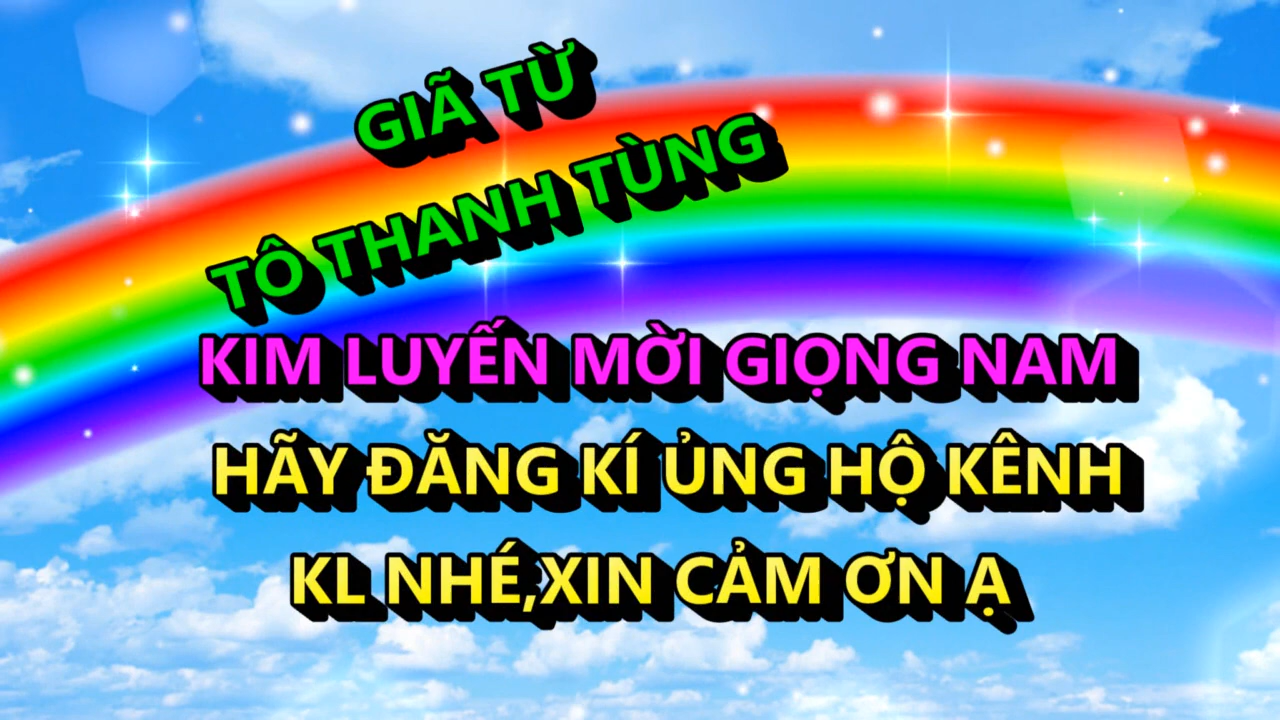 GIÃ TỪ
TÔ THANH TÙNG
KIM LUYẾN MỜI GIỌNG NAM
HÃY ĐĂNG KÍ ỦNG HỘ KÊNH
KL NHÉ,XIN CẢM ƠN Ạ